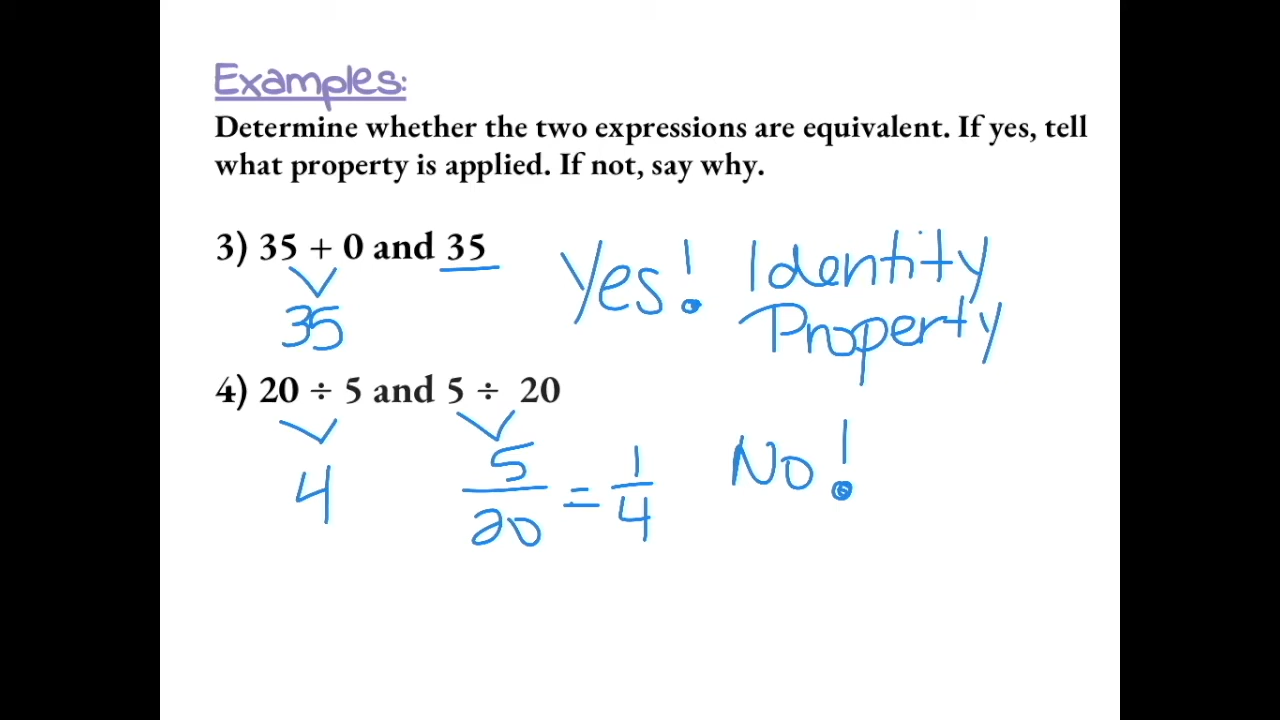 Examples:
Determine whether the two expressions are equivalent. If yes, tell
what property is applied. If not, say why.
3) 35 + 0 and 35
Yes! Identity
Property
35
4) 20 ÷ 5 and 5 ÷ 20
4
5/20 = 1/4
No!